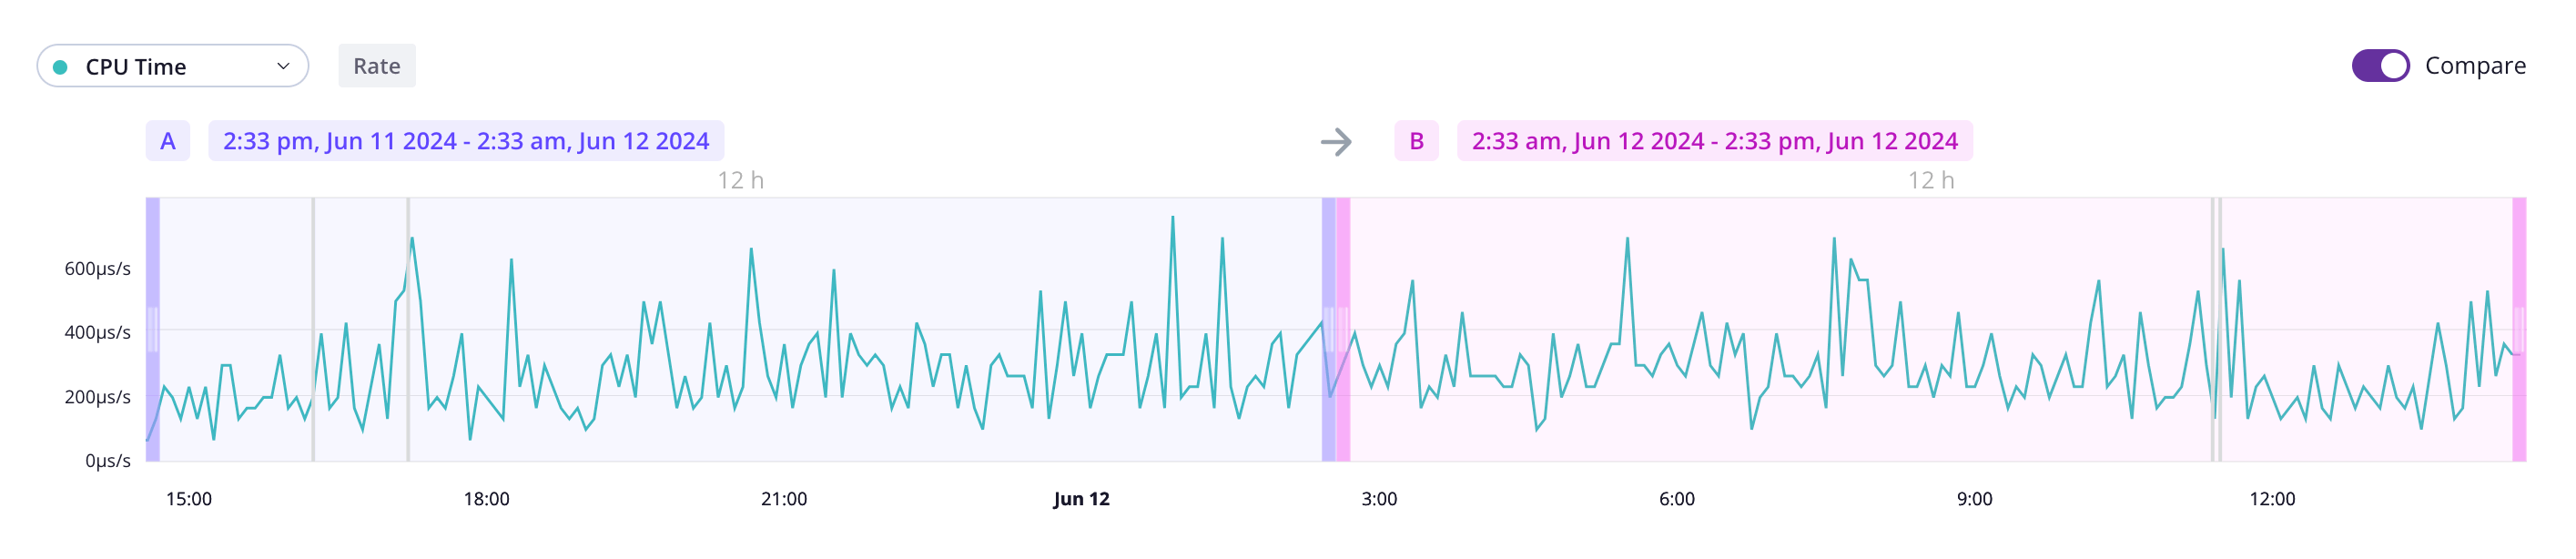 CPU Time Rate Compare
A 2:33 pm, Jun 11 2024 - 2:33 am, Jun 12 2024 B 2:33 am, Jun 12 2024 - 2:33 pm, Jun 12 2024
12 h 12 h
600µs/s
400µs/s
200µs/s
0µs/s
15:00 18:00 21:00 Jun 12 3:00 6:00 9:00 12:00